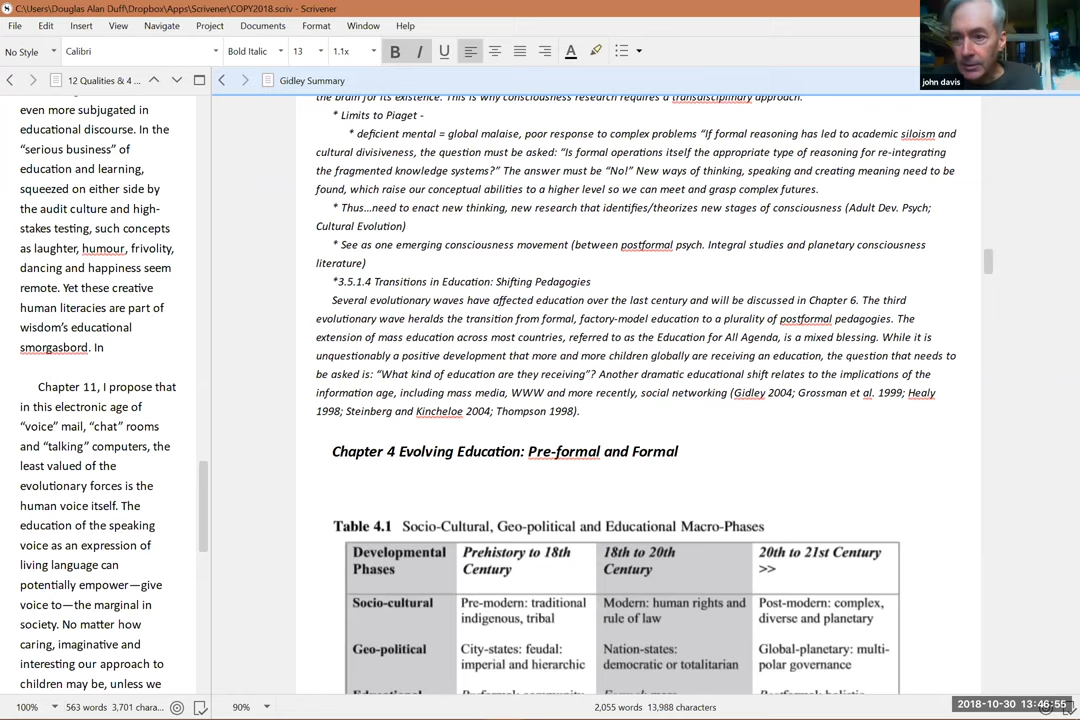 C:\Users\Douglas Alan Duff\Dropbox\Apps\Scrivener\COPY2018.scriv - Scrivener
File Edit Insert View Navigate Project Documents Format Window Help
No Style Calibri Bold Italic 13 1.1x B I U A
12 Qualities & 4 ...
Gidley Summary
john davis
even more subjugated in
educational discourse. In the
“serious business” of
education and learning,
squeezed on either side by
the audit culture and high-
stakes testing, such concepts
as laughter, humour, frivolity,
dancing and happiness seem
remote. Yet these creative
human literacies are part of
wisdom’s educational
smorgasbord. In
Chapter 11, I propose that
in this electronic age of
“voice” mail, “chat” rooms
and “talking” computers, the
least valued of the
evolutionary forces is the
human voice itself. The
education of the speaking
voice as an expression of
living language can
potentially empower—give
voice to—the marginal in
society. No matter how
caring, imaginative and
interesting our approach to
children may be, unless we
the brain for its existence. This is why consciousness research requires a transdisciplinary approach.
* Limits to Piaget -
* deficient mental = global malaise, poor response to complex problems “If formal reasoning has led to academic siloism and
cultural divisiveness, the question must be asked: “Is formal operations itself the appropriate type of reasoning for re-integrating
the fragmented knowledge systems?” The answer must be “No!” New ways of thinking, speaking and creating meaning need to be
found, which raise our conceptual abilities to a higher level so we can meet and grasp complex futures.
* Thus...need to enact new thinking, new research that identifies/theorizes new stages of consciousness (Adult Dev. Psych;
Cultural Evolution)
* See as one emerging consciousness movement (between postformal psych. Integral studies and planetary consciousness
literature)
*3.5.1.4 Transitions in Education: Shifting Pedagogies
Several evolutionary waves have affected education over the last century and will be discussed in Chapter 6. The third
evolutionary wave heralds the transition from formal, factory-model education to a plurality of postformal pedagogies. The
extension of mass education across most countries, referred to as the Education for All Agenda, is a mixed blessing. While it is
unquestionably a positive development that more and more children globally are receiving an education, the question that needs to
be asked is: “What kind of education are they receiving”? Another dramatic educational shift relates to the implications of the
information age, including mass media, WWW and more recently, social networking (Gidley 2004; Grossman et al. 1999; Healy
1998; Steinberg and Kincheloe 2004; Thompson 1998).
Chapter 4 Evolving Education: Pre-formal and Formal
Table 4.1 Socio-Cultural, Geo-political and Educational Macro-Phases
Developmental Prehistory to 18th 18th to 20th 20th to 21st Century
Phases Century Century >>
Socio-cultural Pre-modern: traditional Modern: human rights and Post-modern: complex,
indigenous, tribal rule of law diverse and planetary
Geo-political City-states: feudal: Nation-states: Global-planetary: multi-
imperial and hierarchic democratic or totalitarian polar governance
100% 563 words 3,701 chara... 90% 2,055 words 13,988 characters
2018-10-30 13:46:55